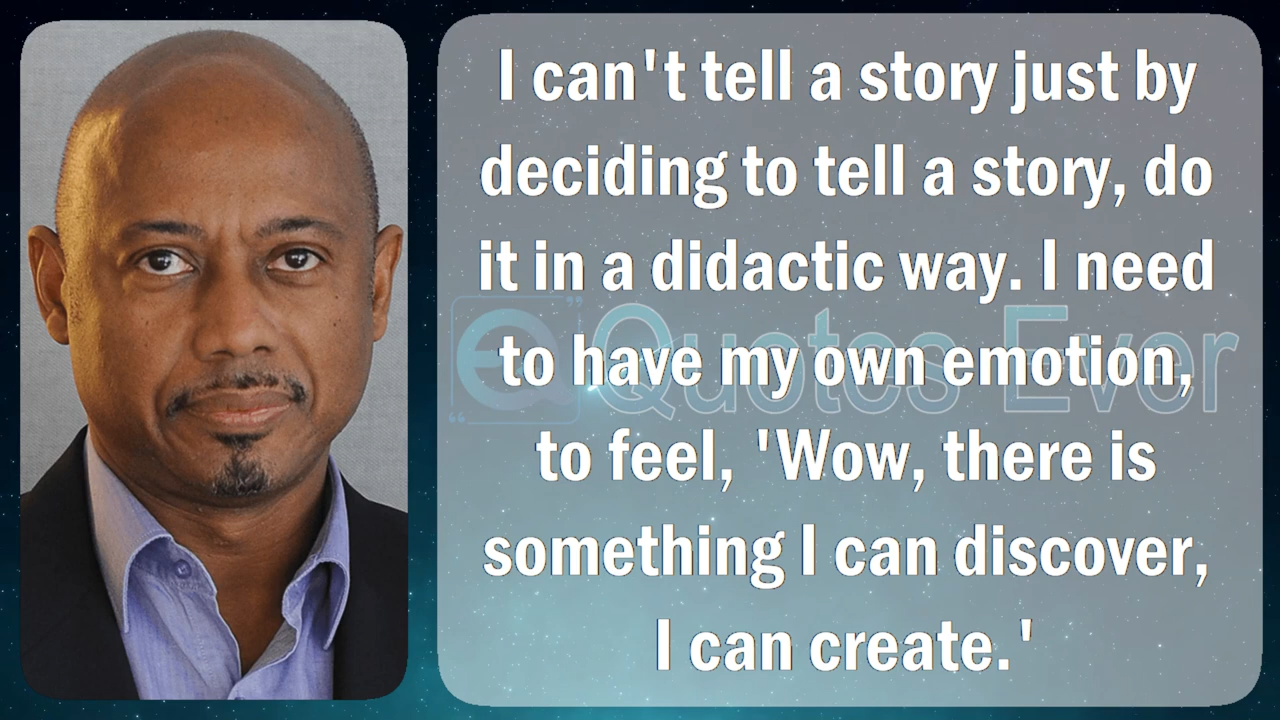 I can't tell a story just by
deciding to tell a story, do
it in a didactic way. I need
to have my own emotion,
to feel, 'Wow, there is
something I can discover,
I can create.'
Quotes Ever